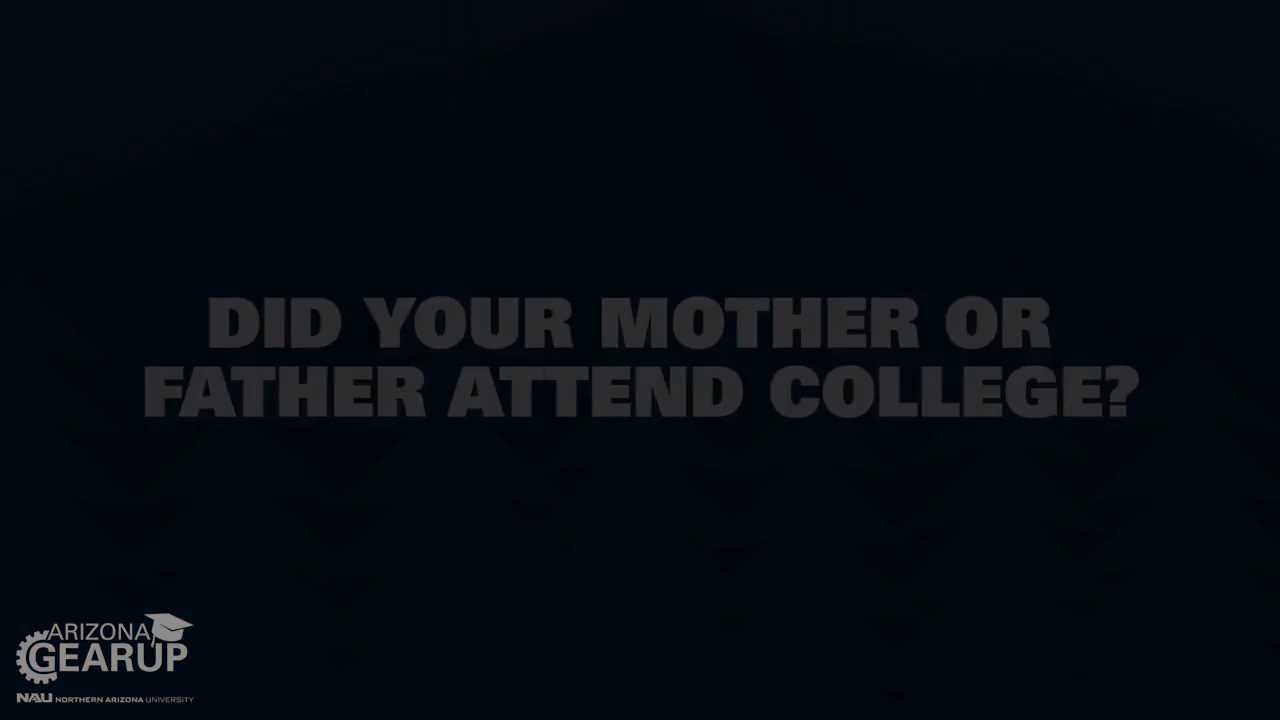 DID YOUR MOTHER OR
FATHER ATTEND COLLEGE?
ARIZONA
GEARUP
NAU NORTHERN ARIZONA UNIVERSITY